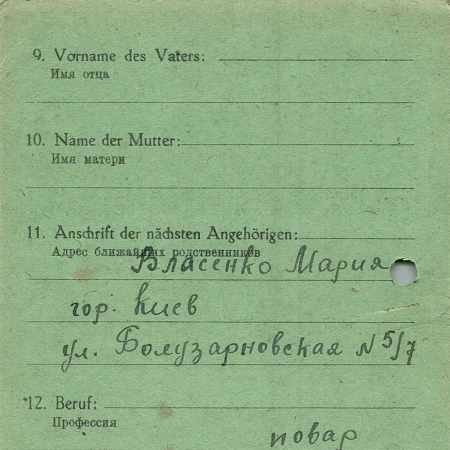 9. Vorname des Vaters:
Имя отца
10. Name der Mutter:
Имя матери
11. Anschrift der nächsten Angehörigen:
Адрес ближайших родственников
Власенко Мария
гор. Киев
ул. Болузарновская N 5/7
12. Beruf:
Профессия
повар